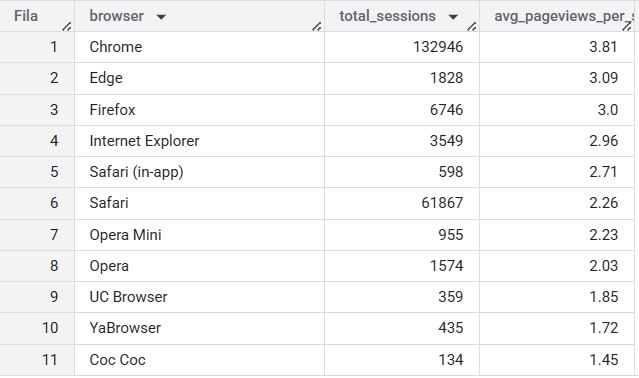 Fila browser total_sessions avg_pageviews_per_s
1 Chrome 132946 3.81
2 Edge 1828 3.09
3 Firefox 6746 3.0
4 Internet Explorer 3549 2.96
5 Safari (in-app) 598 2.71
6 Safari 61867 2.26
7 Opera Mini 955 2.23
8 Opera 1574 2.03
9 UC Browser 359 1.85
10 YaBrowser 435 1.72
11 Coc Coc 134 1.45